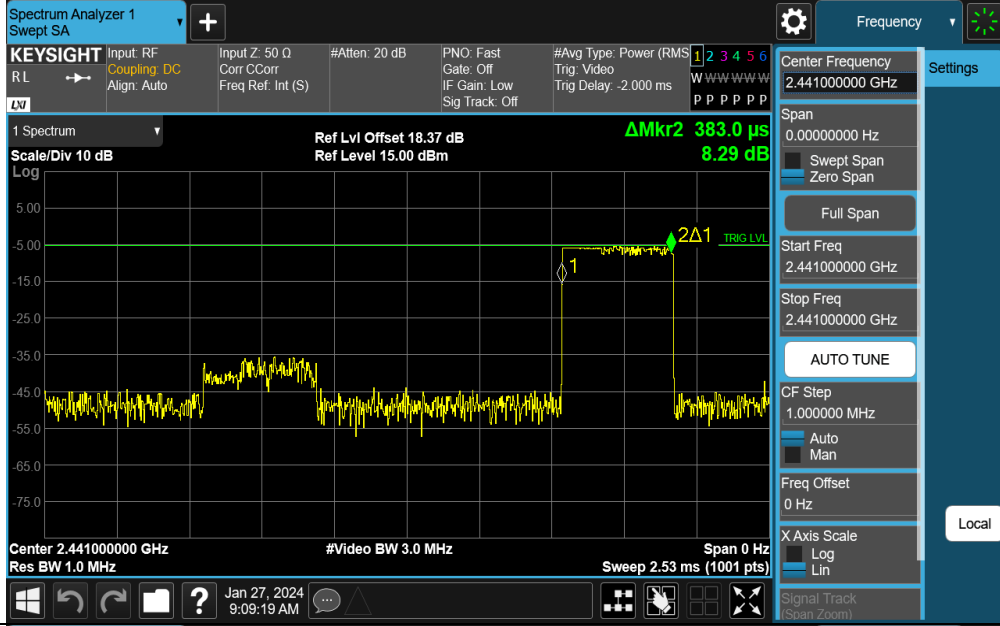 Spectrum Analyzer 1
Swept SA
Frequency
KEYSIGHT
R L
LXI
Input: RF
Coupling: DC
Align: Auto
Input Z: 50 Ω
Corr CCorr
Freq Ref: Int (S)
#Atten: 20 dB
PNO: Fast
Gate: Off
IF Gain: Low
Sig Track: Off
#Avg Type: Power (RMS
Trig: Video
Trig Delay: -2.000 ms
1 2 3 4 5 6
W W W W W W
P P P P P P
1 Spectrum
Scale/Div 10 dB
Log
Ref Lvl Offset 18.37 dB
Ref Level 15.00 dBm
ΔMkr2 383.0 µs
8.29 dB
5.00
-5.00
-15.0
-25.0
-35.0
-45.0
-55.0
-65.0
-75.0
1
2Δ1
TRIG LVL
Center 2.441000000 GHz
#Video BW 3.0 MHz
Span 0 Hz
Res BW 1.0 MHz
Sweep 2.53 ms (1001 pts)
Center Frequency
2.441000000 GHz
Span
0.00000000 Hz
Swept Span
Zero Span
Full Span
Start Freq
2.441000000 GHz
Stop Freq
2.441000000 GHz
AUTO TUNE
CF Step
1.000000 MHz
Auto
Man
Freq Offset
0 Hz
X Axis Scale
Log
Lin
Signal Track
(Span Zoom)
Settings
Local
?
Jan 27, 2024
9:09:19 AM